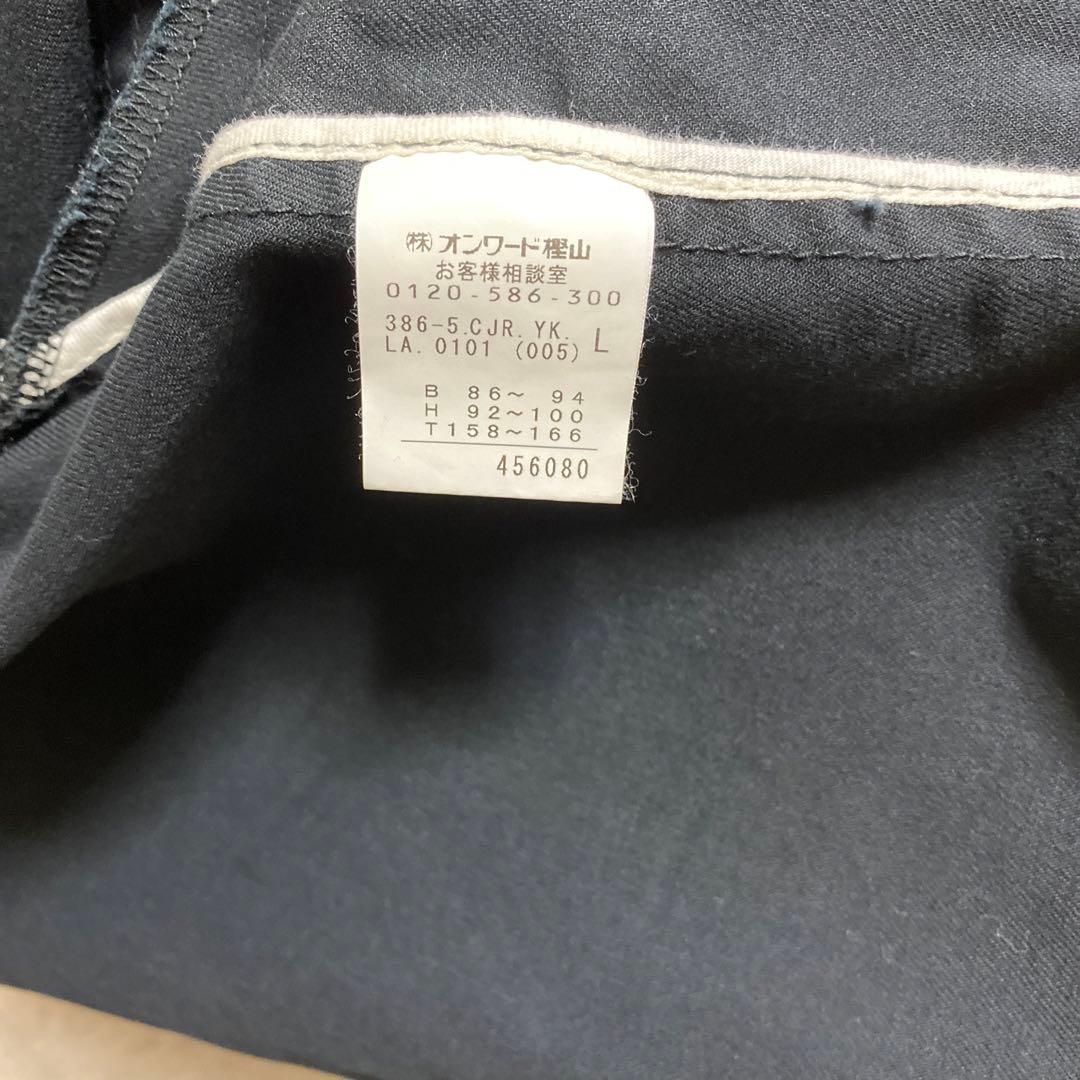 ㈱オンワード樫山
お客様相談室
0120-586-300
386-5.CJR.YK. L
LA.0101 (005)
B 86～ 94
H 92～100
T158～166
456080